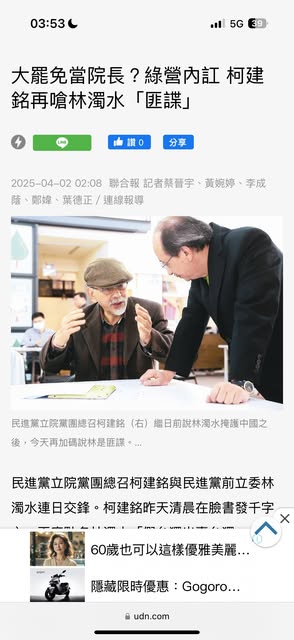 03:53
5G 39
大罷免當院長？綠營內訌 柯建
銘再嗆林濁水「匪諜」
LINE
讚 0
分享
2025-04-02 02:08 聯合報 記者蔡晉宇、黃婉婷、李成
蔭、鄭媁、葉德正／連線報導
民進黨立院黨團總召柯建銘（右）繼日前說林濁水掩護中國之
後，今天再加碼說林是匪諜。...
民進黨立院黨團總召柯建銘與民進黨前立委林
濁水連日交鋒。柯建銘昨天清晨在臉書發千字
60歲也可以這樣優雅美麗...
隱藏限時優惠：Gogoro...
udn.com